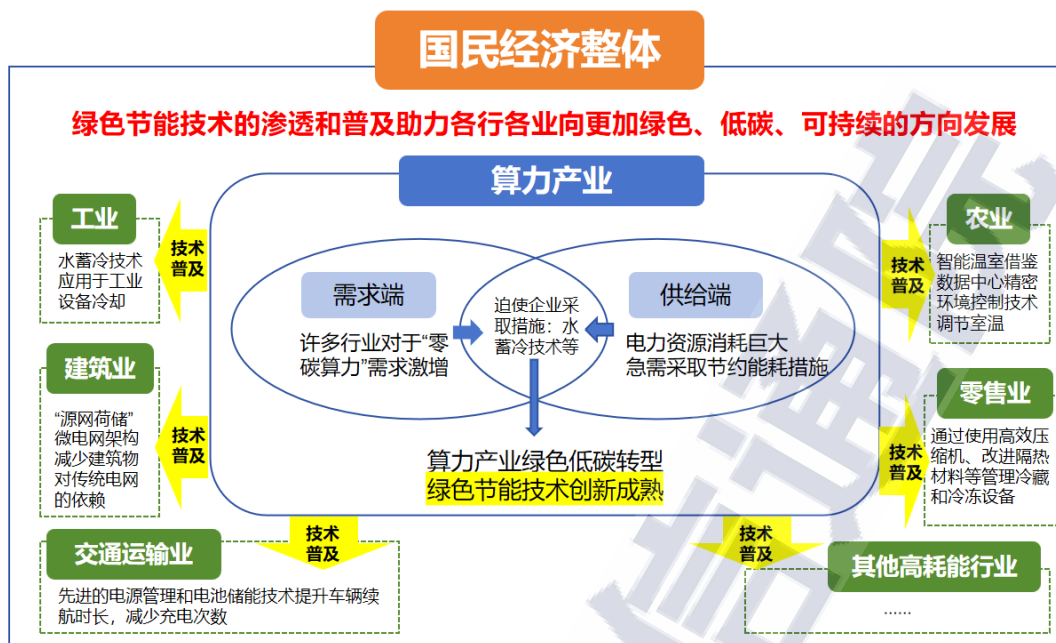 国民经济整体
绿色节能技术的渗透和普及助力各行各业向更加绿色、低碳、可持续的方向发展
算力产业
工业
水蓄冷技术
应用于工业
设备冷却
技术
普及
农业
智能温室借鉴
数据中心精密
环境控制技术
调节室温
技术
普及
需求端
许多行业对于“零
碳算力”需求激增
迫使企业采
取措施：水
蓄冷技术等
供给端
电力资源消耗巨大
急需采取节约能耗措施
建筑业
“源网荷储”
微电网架构
减少建筑物
对传统电网
的依赖
技术
普及
零售业
通过使用高效压
缩机、改进隔热
材料等管理冷藏
和冷冻设备
技术
普及
算力产业绿色低碳转型
绿色节能技术创新成熟
技术
普及
技术
普及
交通运输业
先进的电源管理和电池储能技术提升车辆续
航时长，减少充电次数
其他高耗能行业
……